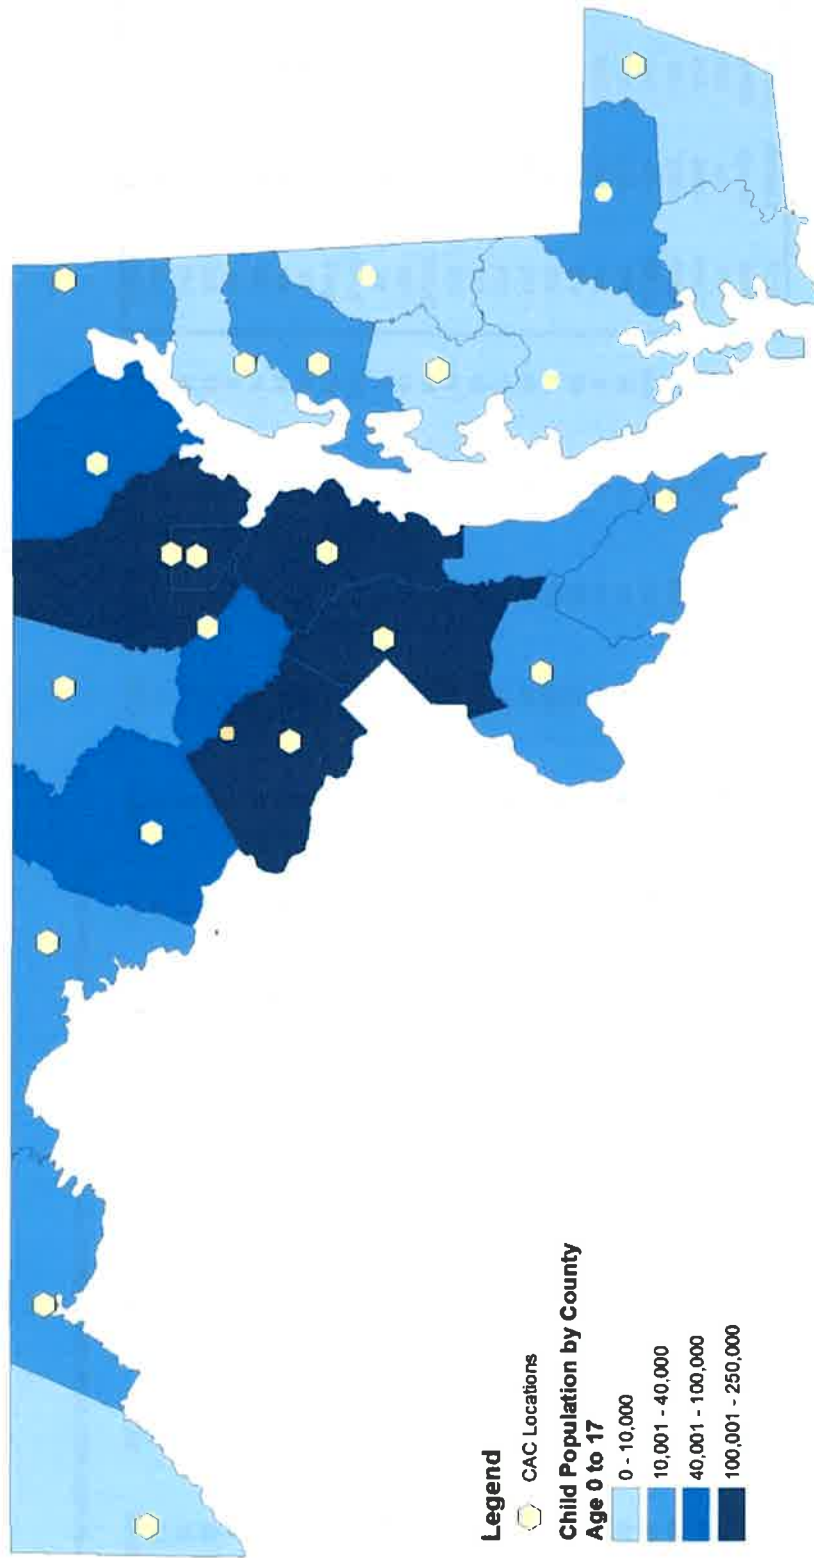 Legend
CAC Locations
Child Population by County
Age 0 to 17
0 - 10,000
10,001 - 40,000
40,001 - 100,000
100,001 - 250,000